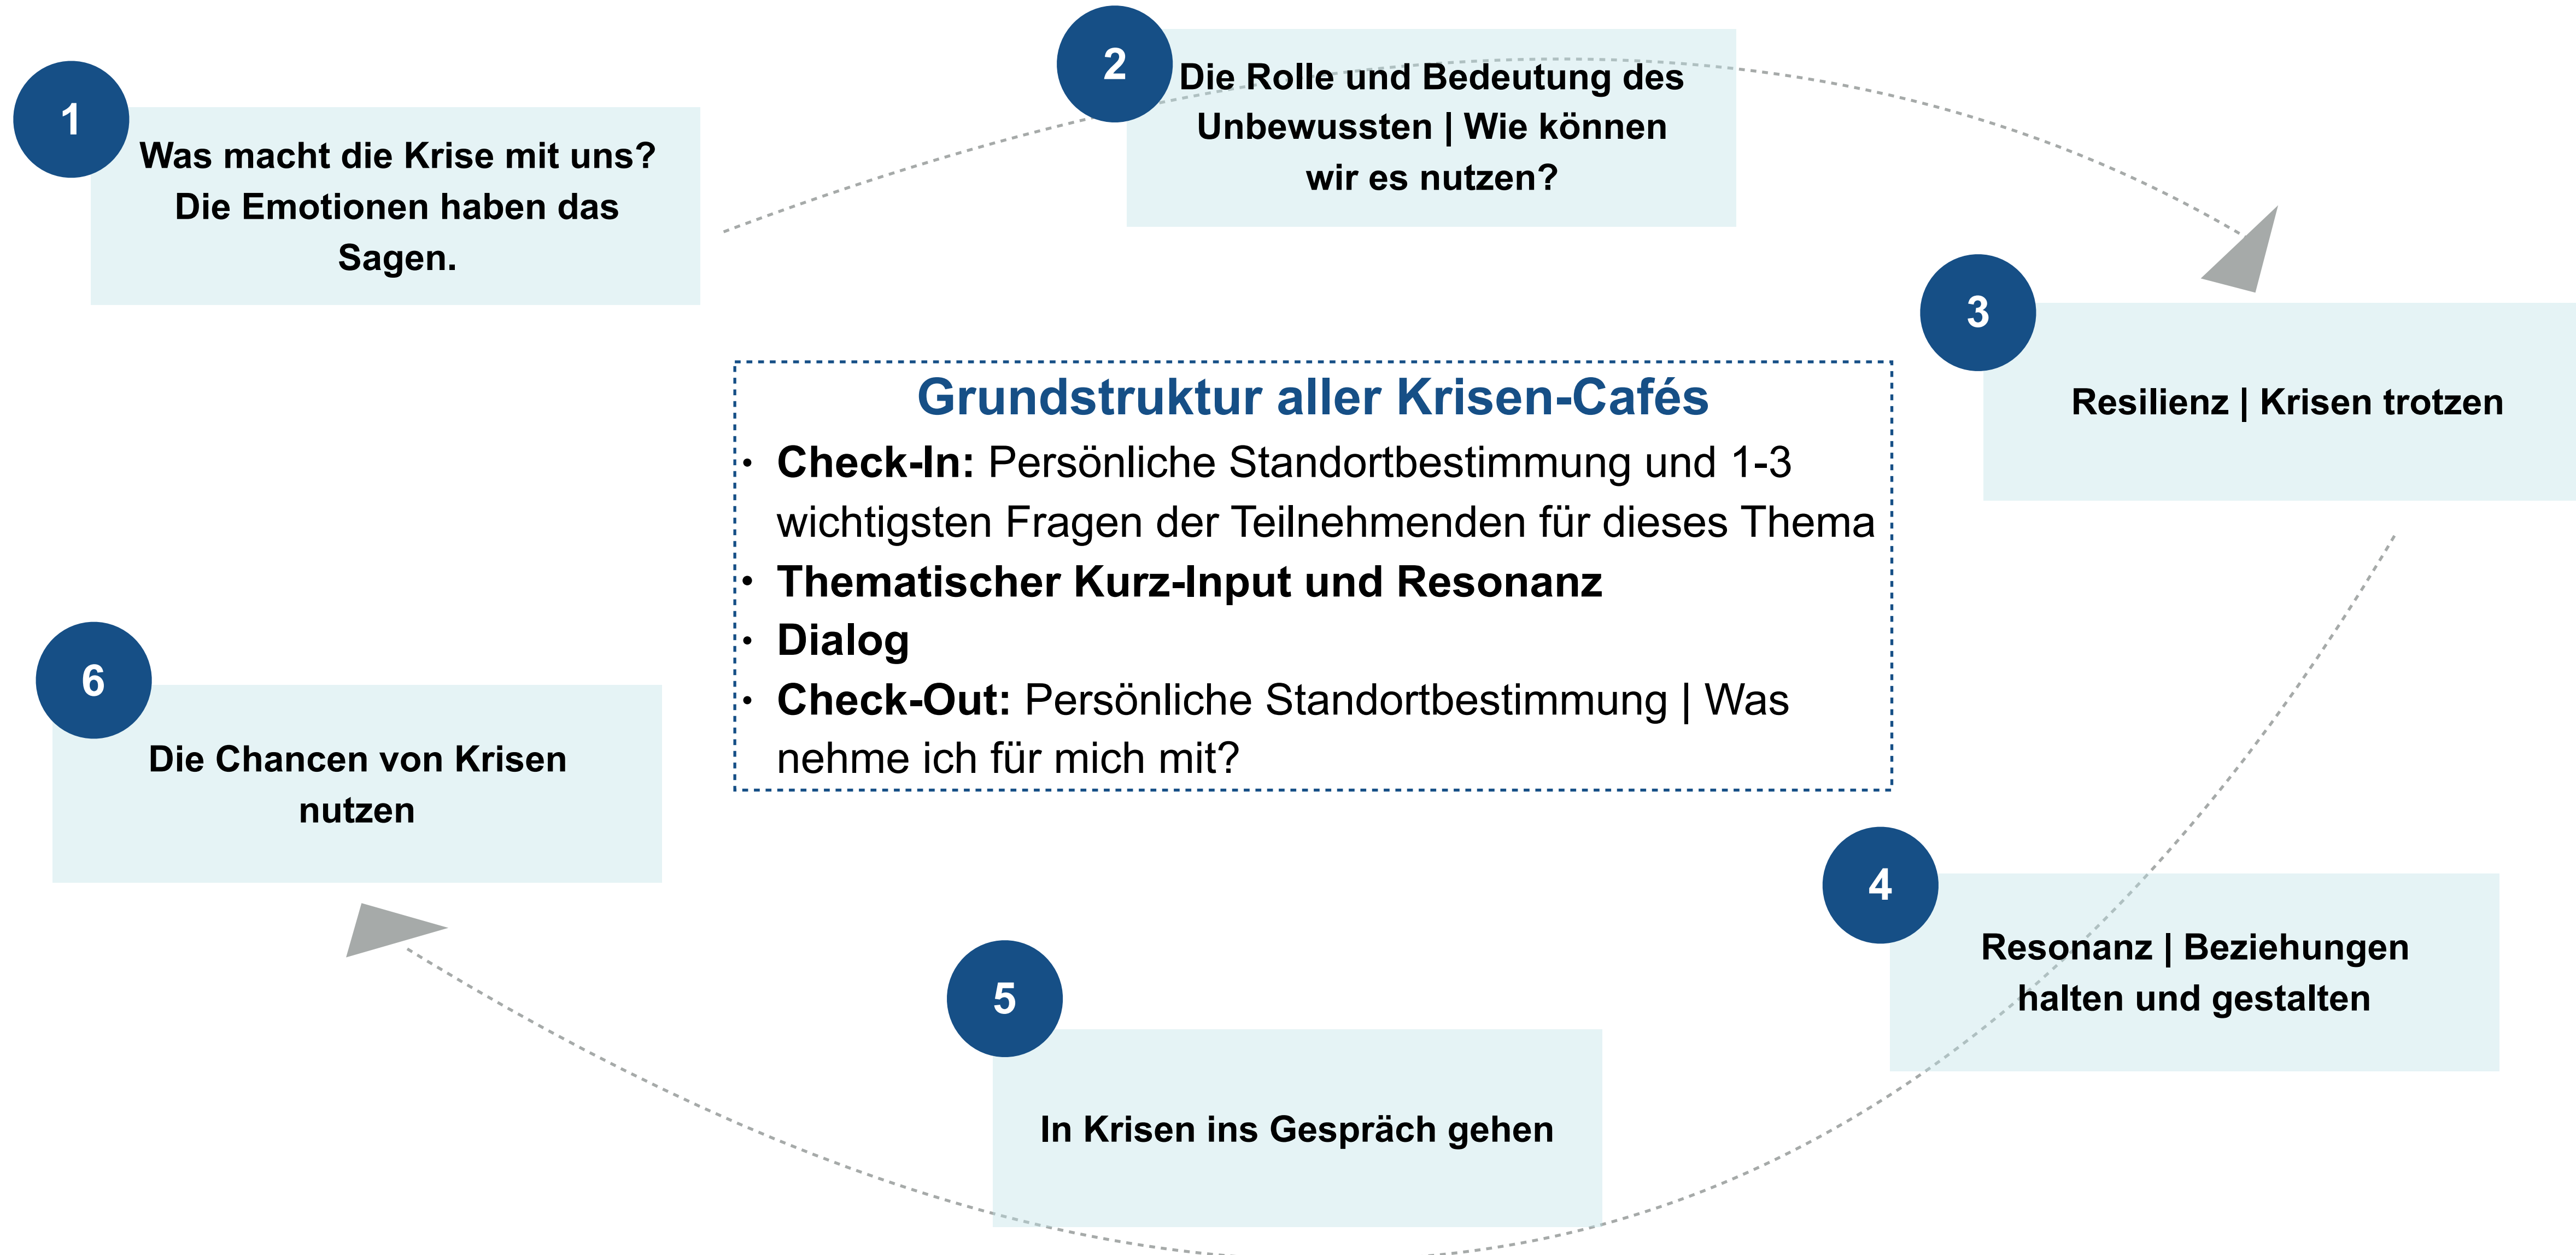 1
Was macht die Krise mit uns?
Die Emotionen haben das
Sagen.
2
Die Rolle und Bedeutung des
Unbewussten | Wie können
wir es nutzen?
3
Resilienz | Krisen trotzen
Grundstruktur aller Krisen-Cafés
• Check-In: Persönliche Standortbestimmung und 1-3
wichtigsten Fragen der Teilnehmenden für dieses Thema
• Thematischer Kurz-Input und Resonanz
• Dialog
• Check-Out: Persönliche Standortbestimmung | Was
nehme ich für mich mit?
4
Resonanz | Beziehungen
halten und gestalten
5
In Krisen ins Gespräch gehen
6
Die Chancen von Krisen
nutzen